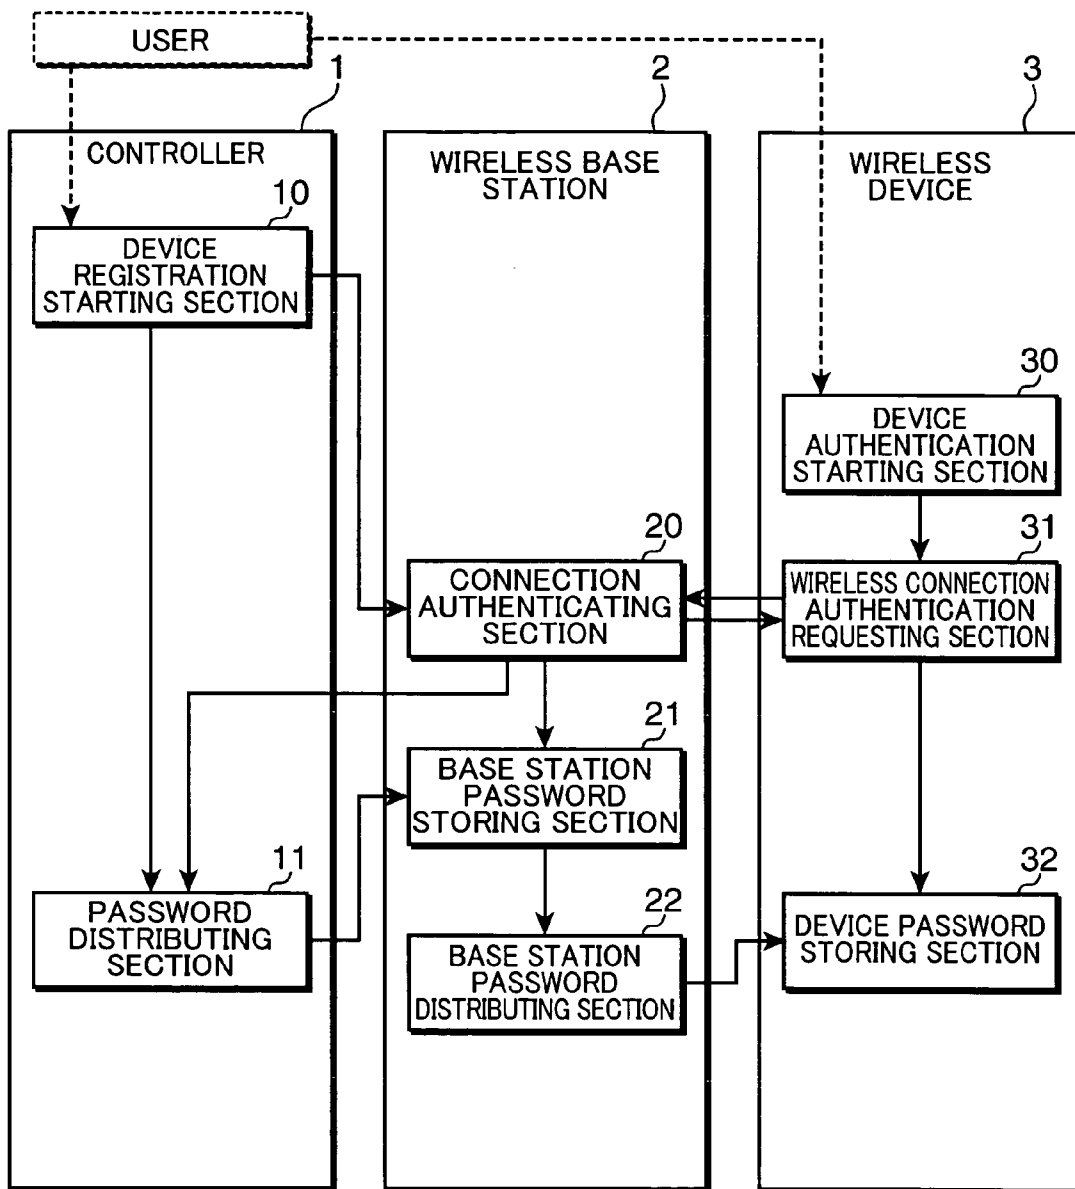 USER
1
2
3
CONTROLLER
WIRELESS BASE
STATION
WIRELESS
DEVICE
10
DEVICE
REGISTRATION
STARTING SECTION
30
DEVICE
AUTHENTICATION
STARTING SECTION
20
CONNECTION
AUTHENTICATING
SECTION
31
WIRELESS CONNECTION
AUTHENTICATION
REQUESTING SECTION
21
BASE STATION
PASSWORD
STORING SECTION
11
PASSWORD
DISTRIBUTING
SECTION
22
BASE STATION
PASSWORD
DISTRIBUTING SECTION
32
DEVICE PASSWORD
STORING SECTION